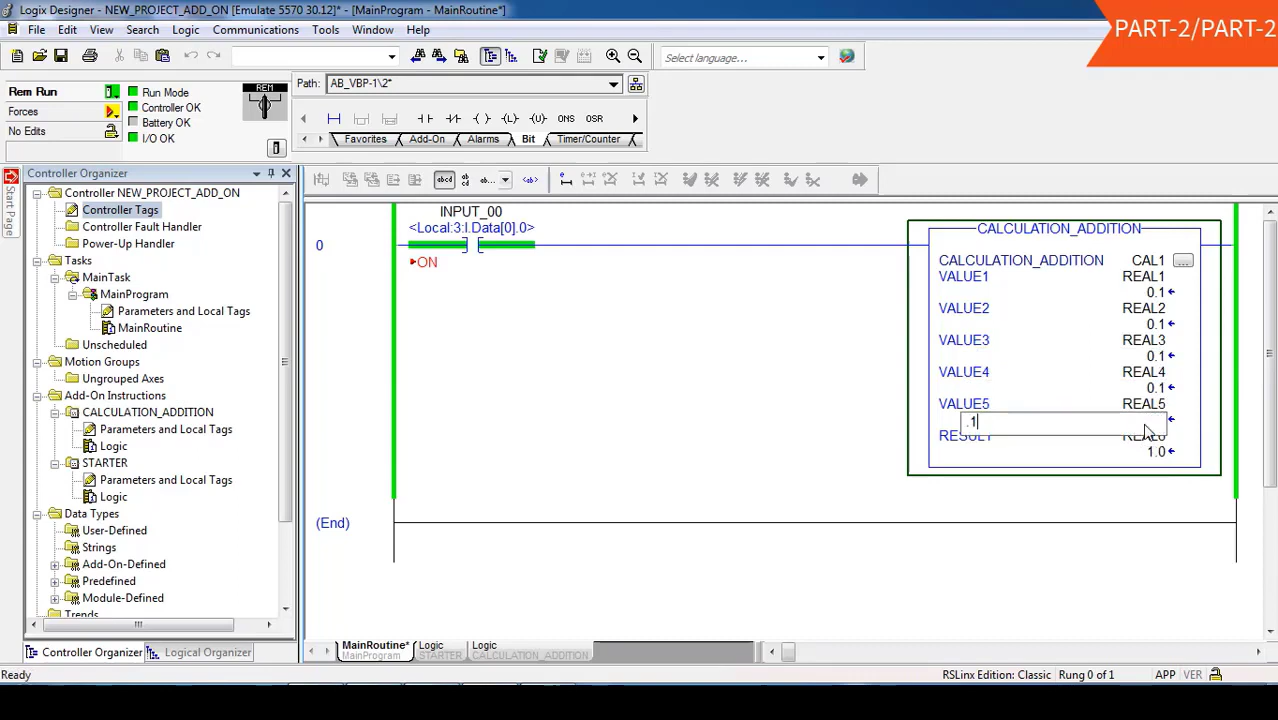 Logix Designer - NEW_PROJECT_ADD_ON [Emulate 5570 30.12]* - [MainProgram - MainRoutine*]
PART-2/PART-2
File Edit View Search Logic Communications Tools Window Help
Select language...
Rem Run
Run Mode
Forces
Controller OK
No Edits
Battery OK
I/O OK
REM
Path: AB_VBP-1\2*
ONS OSR
Favorites Add-On Alarms Bit Timer/Counter
Start Page
Controller Organizer
Controller NEW_PROJECT_ADD_ON
Controller Tags
Controller Fault Handler
Power-Up Handler
Tasks
MainTask
MainProgram
Parameters and Local Tags
MainRoutine
Unscheduled
Motion Groups
Ungrouped Axes
Add-On Instructions
CALCULATION_ADDITION
Parameters and Local Tags
Logic
STARTER
Parameters and Local Tags
Logic
Data Types
User-Defined
Strings
Add-On-Defined
Predefined
Module-Defined
Trends
Controller Organizer Logical Organizer
abcd
INPUT_00
<Local:3:I.Data[0].0>
0
ON
CALCULATION_ADDITION
CALCULATION_ADDITION CAL1 ...
VALUE1 REAL1
0.1
VALUE2 REAL2
0.1
VALUE3 REAL3
0.1
VALUE4 REAL4
0.1
VALUE5 REAL5
.1
RESULT REAL6
1.0
(End)
MainRoutine* MainProgram
Logic STARTER
Logic CALCULATION_ADDITION
Ready
RSLinx Edition: Classic Rung 0 of 1 APP VER